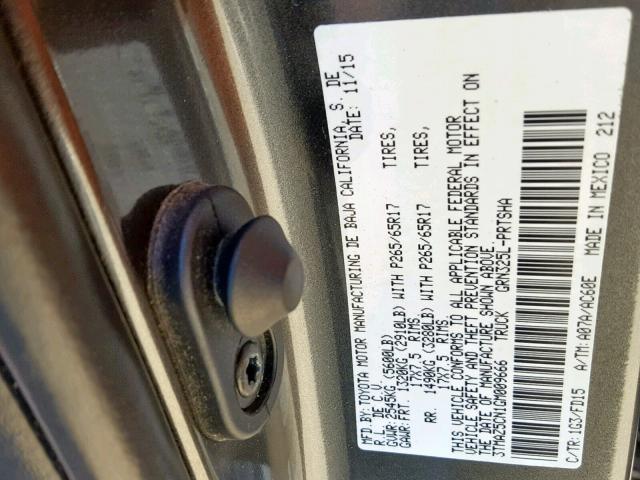 MFD.BY: TOYOTA MOTOR MANUFACTURING DE BAJA CALIFORNIA, S. DE
R.L. DE C.V. DATE: 11/15
GVWR: 2545KG (5600LB)
GAWR: FRT. 1320KG (2910LB) WITH P265/65R17 TIRES,
17X7.5 RIMS,
RR. 1490KG (3280LB) WITH P265/65R17 TIRES,
17X7.5 RIMS.
THIS VEHICLE CONFORMS TO ALL APPLICABLE FEDERAL MOTOR
VEHICLE SAFETY AND THEFT PREVENTION STANDARDS IN EFFECT ON
THE DATE OF MANUFACTURE SHOWN ABOVE.
3TMAZ5CN1GM009666 TRUCK GRN325L-PRTSHA
C/TR:1G3/FD15 A/TM:A07A/AC60E MADE IN MEXICO 212